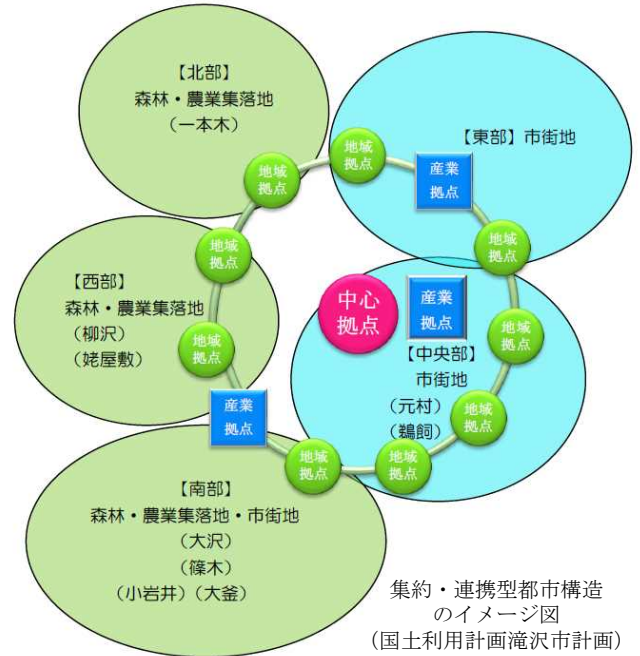 【北部】
森林・農業集落地
（一本木）
【東部】市街地
地域
拠点
産業
拠点
地域
拠点
地域
拠点
地域
拠点
【西部】
森林・農業集落地
（柳沢）
（姥屋敷）
中心
拠点
産業
拠点
地域
拠点
地域
拠点
【中央部】
市街地
（元村）
（鵜飼）
産業
拠点
地域
拠点
地域
拠点
地域
拠点
【南部】
森林・農業集落地・市街地
（大沢）
（篠木）
（小岩井）（大釜）
集約・連携型都市構造
のイメージ図
（国土利用計画滝沢市計画）